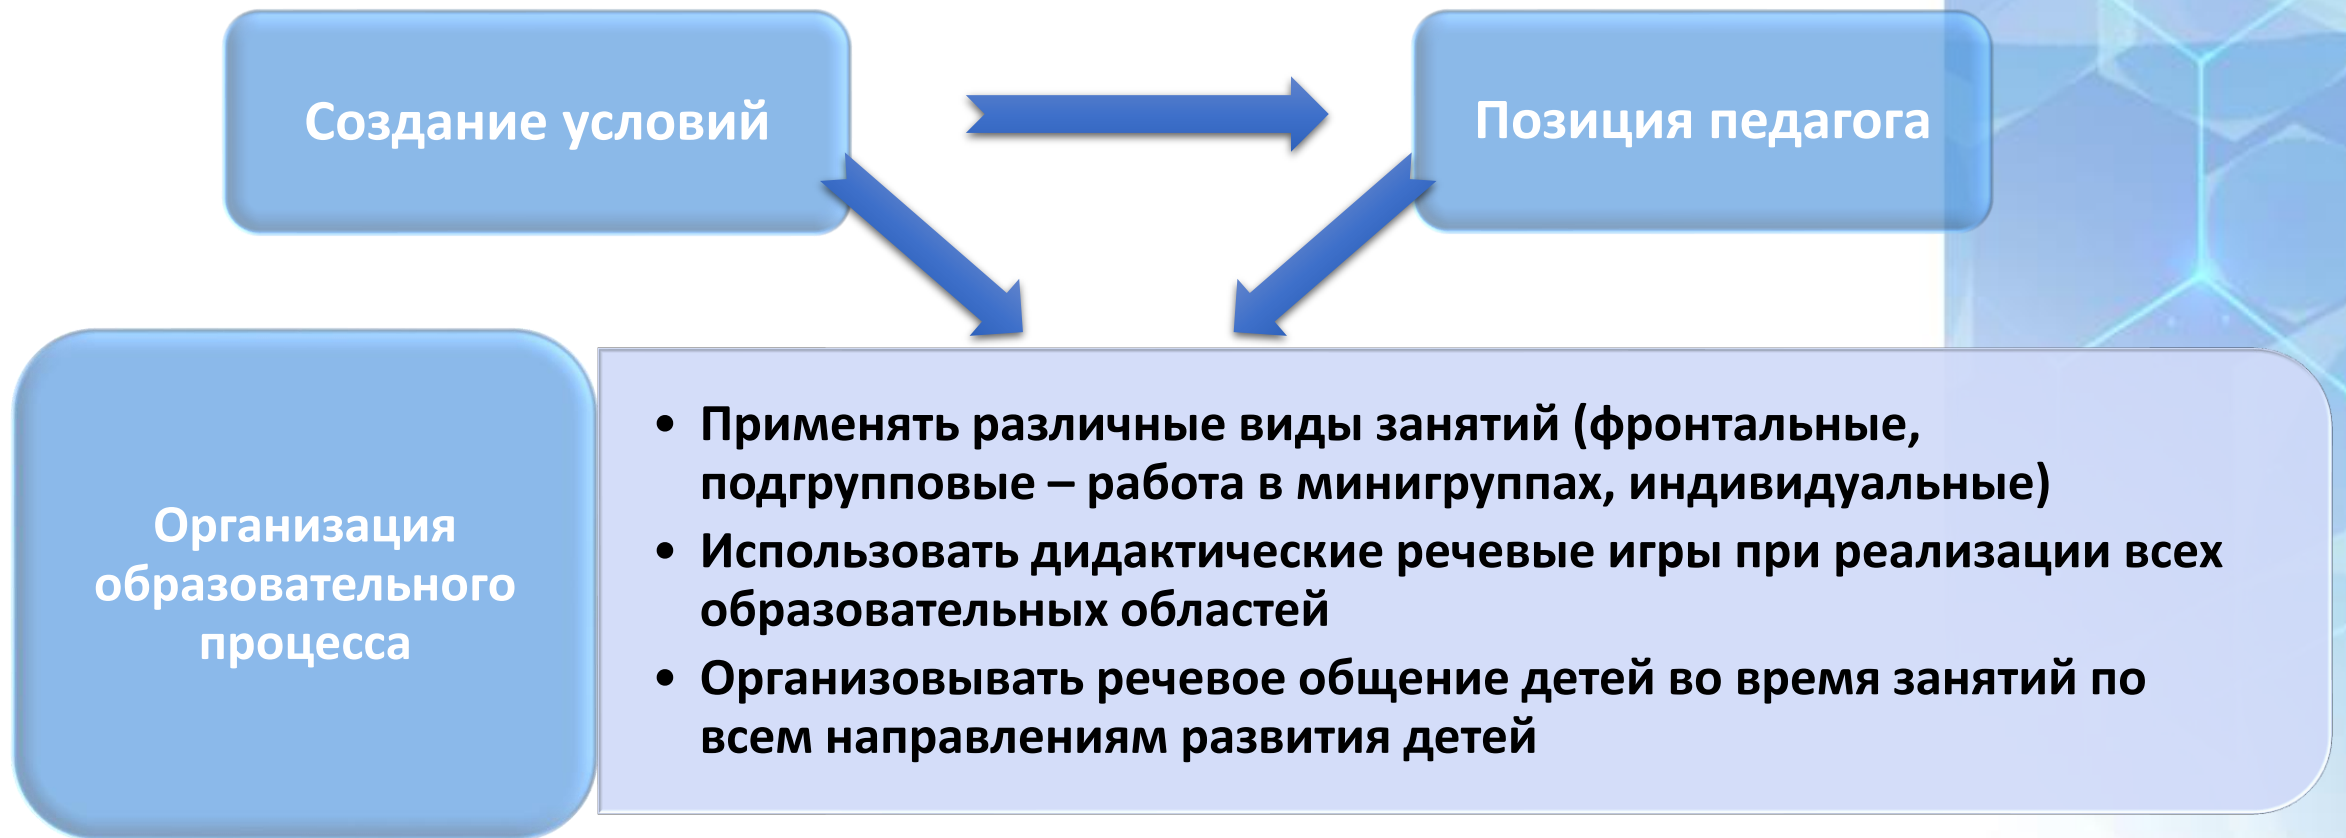 Создание условий
Позиция педагога
Организация
образовательного
процесса
• Применять различные виды занятий (фронтальные,
подгрупповые – работа в минигруппах, индивидуальные)
• Использовать дидактические речевые игры при реализации всех
образовательных областей
• Организовывать речевое общение детей во время занятий по
всем направлениям развития детей